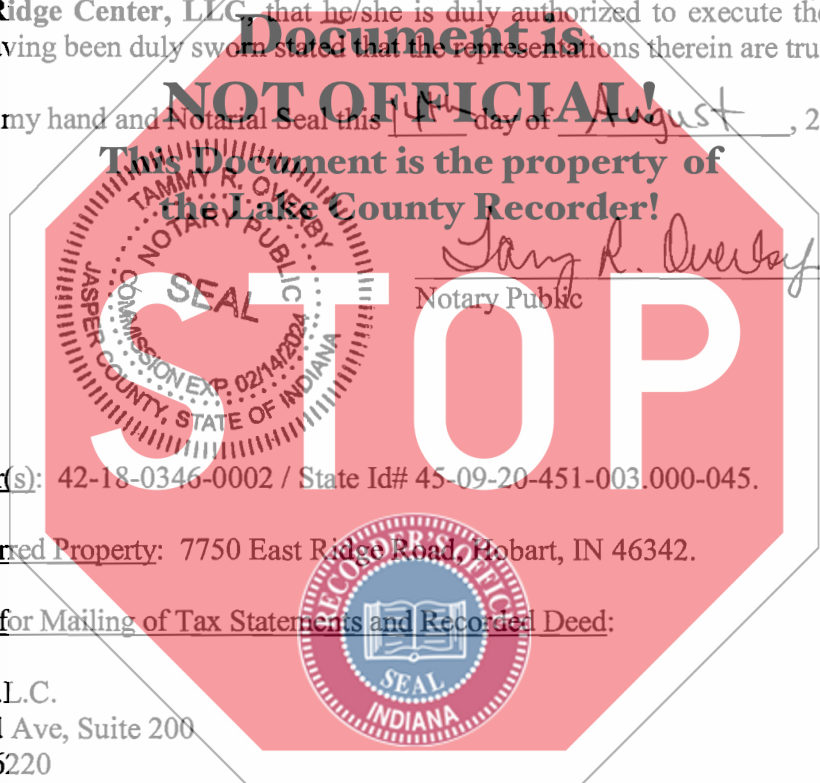 Ridge Center, LLC, that he/she is duly authorized to execute the
ving been duly sworn stated that the representations therein are tru
Document is
NOT OFFICIAL!
my hand and Notarial Seal this 14th day of August, 2
This Document is the property of
the Lake County Recorder!
TAMMY R. OVERBY
NOTARY PUBLIC
SEAL
COMMISSION EXP. 02/14/2024
JASPER COUNTY, STATE OF INDIANA
Tammy R. Overby
Notary Public
STOP
r(s): 42-18-0346-0002 / State Id# 45-09-20-451-003.000-045.
rred Property: 7750 East Ridge Road, Hobart, IN 46342.
RECORDER'S OFFICE
for Mailing of Tax Statements and Recorded Deed:
SEAL
INDIANA
L.C.
Ave, Suite 200
6220